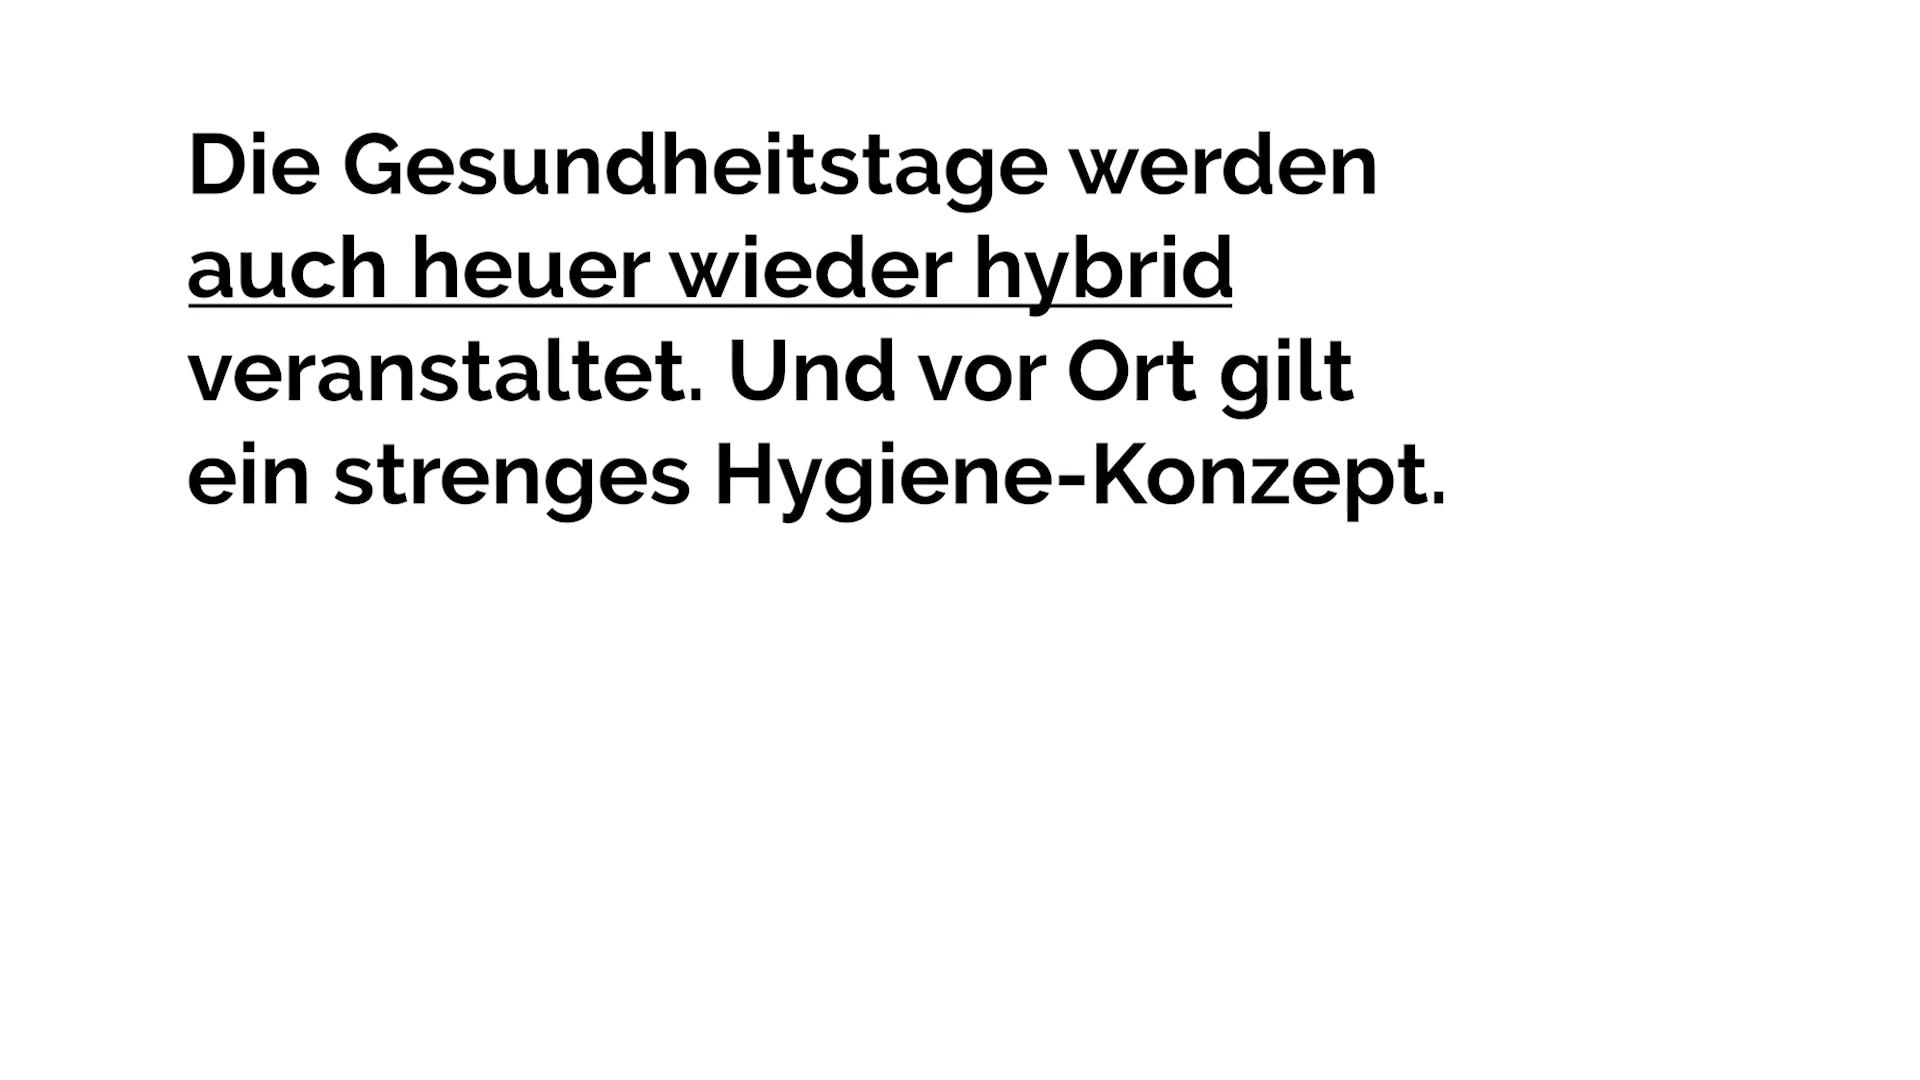 Die Gesundheitstage werden
auch heuer wieder hybrid
veranstaltet. Und vor Ort gilt
ein strenges Hygiene-Konzept.